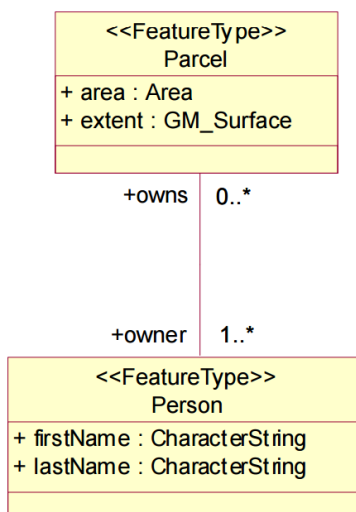 <<FeatureType>>
Parcel
+ area : Area
+ extent : GM_Surface
+owns 0..*
+owner 1..*
<<FeatureType>>
Person
+ firstName : CharacterString
+ lastName : CharacterString